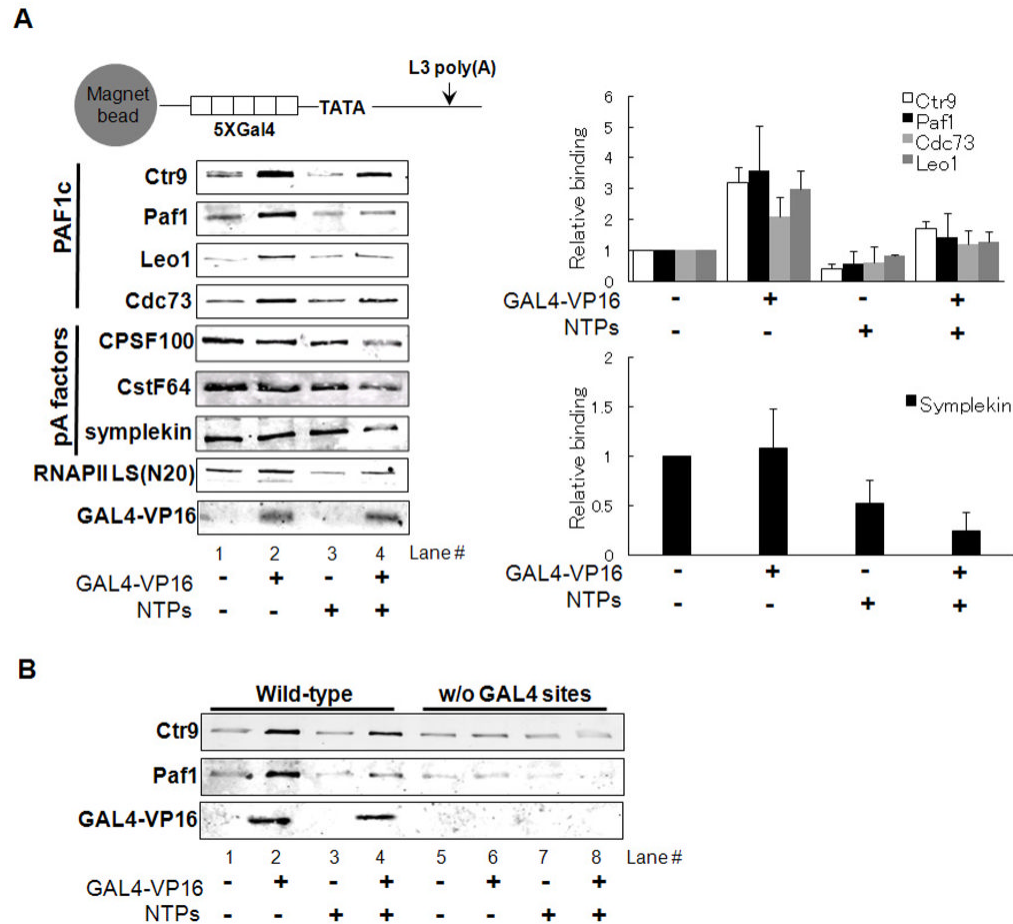 A
Magnet
bead
5XGal4
TATA
L3 poly(A)
PAF1c
Ctr9
Paf1
Leo1
Cdc73
pA factors
CPSF100
CstF64
symplekin
RNAPII LS(N20)
GAL4-VP16
1 2 3 4 Lane #
GAL4-VP16 - + - +
NTPs - - + +
Relative binding
6
5
4
3
2
1
0
Ctr9
Paf1
Cdc73
Leo1
GAL4-VP16 - + - +
NTPs - - + +
Relative binding
2
1.5
1
0.5
0
Symplekin
GAL4-VP16 - + - +
NTPs - - + +
B
Wild-type w/o GAL4 sites
Ctr9
Paf1
GAL4-VP16
1 2 3 4 5 6 7 8 Lane #
GAL4-VP16 - + - + - + - +
NTPs - - + + - - + +